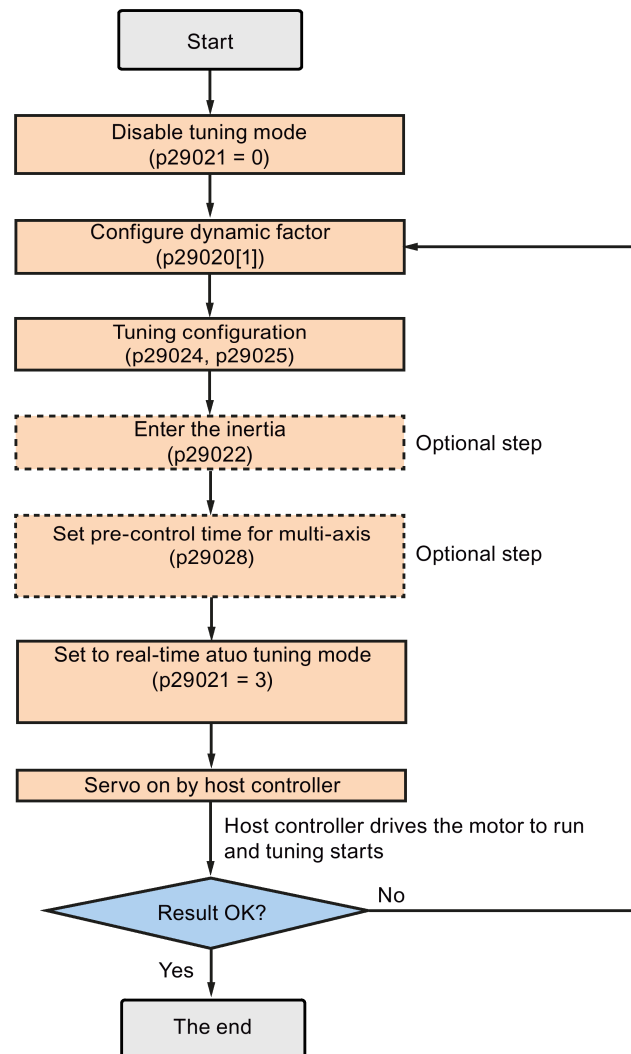 Start
Disable tuning mode
(p29021 = 0)
Configure dynamic factor
(p29020[1])
Tuning configuration
(p29024, p29025)
Enter the inertia
(p29022)
Optional step
Set pre-control time for multi-axis
(p29028)
Optional step
Set to real-time atuo tuning mode
(p29021 = 3)
Servo on by host controller
Host controller drives the motor to run
and tuning starts
Result OK?
No
Yes
The end